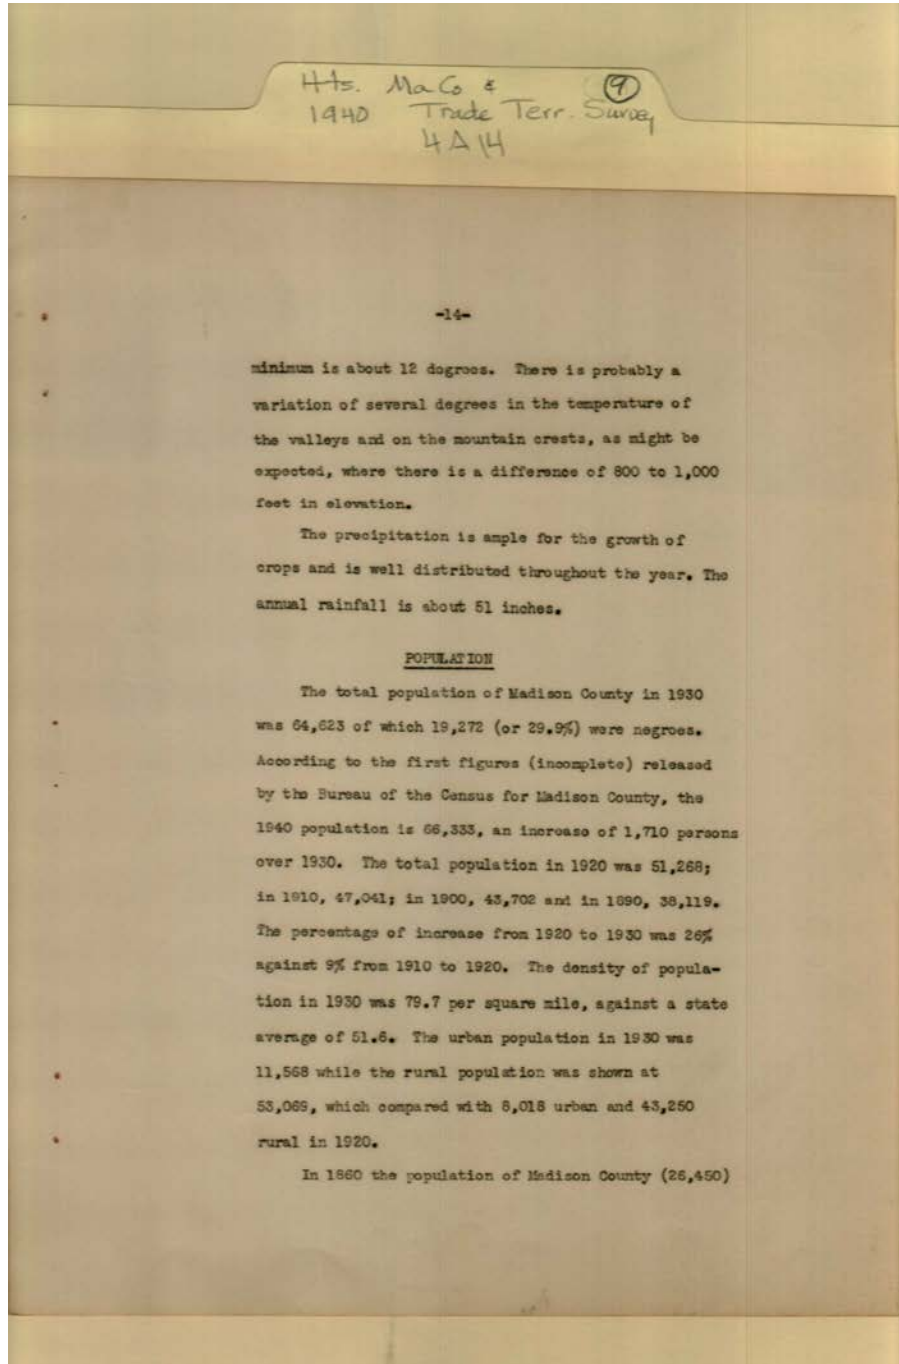 Hts. Ma Co & 9
1940 Trade Terr. Survey
4A14
-14-
minimum is about 12 dogroos. There is probably a
variation of several degrees in the temperature of
the valleys and on the mountain crests, as might be
expected, where there is a difference of 800 to 1,000
feet in elevation.
The precipitation is ample for the growth of
crops and is well distributed throughout the year. The
annual rainfall is about 51 inches.
POPULATION
The total population of Madison County in 1930
was 64,623 of which 19,272 (or 29.9%) were negroes.
According to the first figures (incomplete) released
by the Bureau of the Census for Madison County, the
1940 population is 66,333, an increase of 1,710 persons
over 1930. The total population in 1920 was 51,268;
in 1910, 47,041; in 1900, 43,702 and in 1890, 38,119.
The percentage of increase from 1920 to 1930 was 26%
against 9% from 1910 to 1920. The density of popula-
tion in 1930 was 79.7 per square mile, against a state
average of 51.6. The urban population in 1930 was
11,568 while the rural population was shown at
53,069, which compared with 8,018 urban and 43,250
rural in 1920.
In 1860 the population of Madison County (26,450)